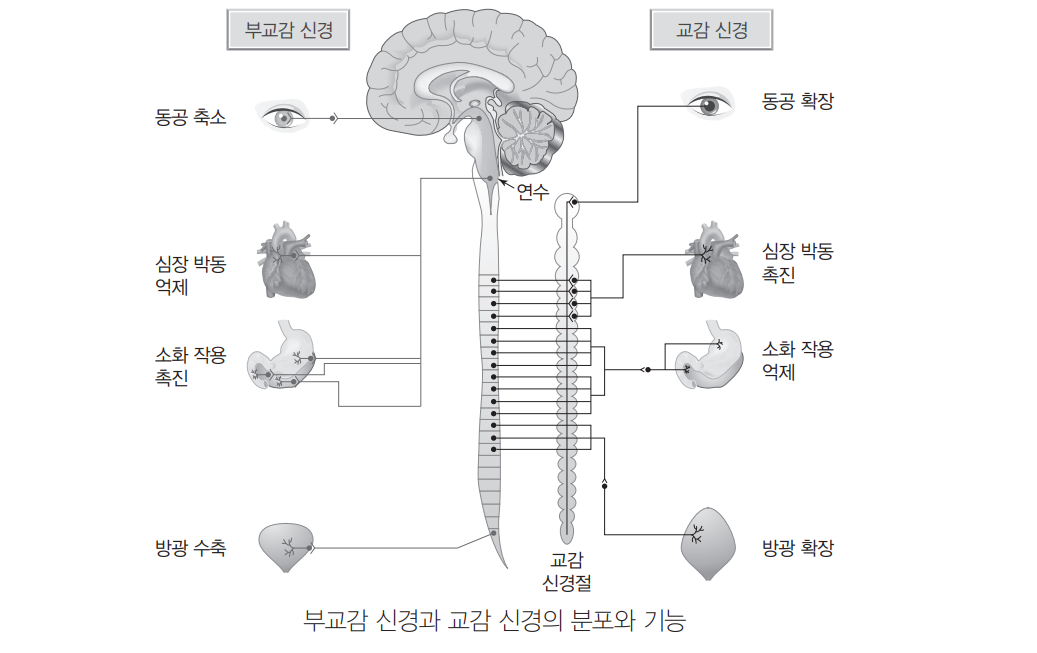 부교감 신경
교감 신경
동공 축소
동공 확장
연수
심장 박동
억제
심장 박동
촉진
소화 작용
촉진
소화 작용
억제
방광 수축
방광 확장
교감
신경절
부교감 신경과 교감 신경의 분포와 기능